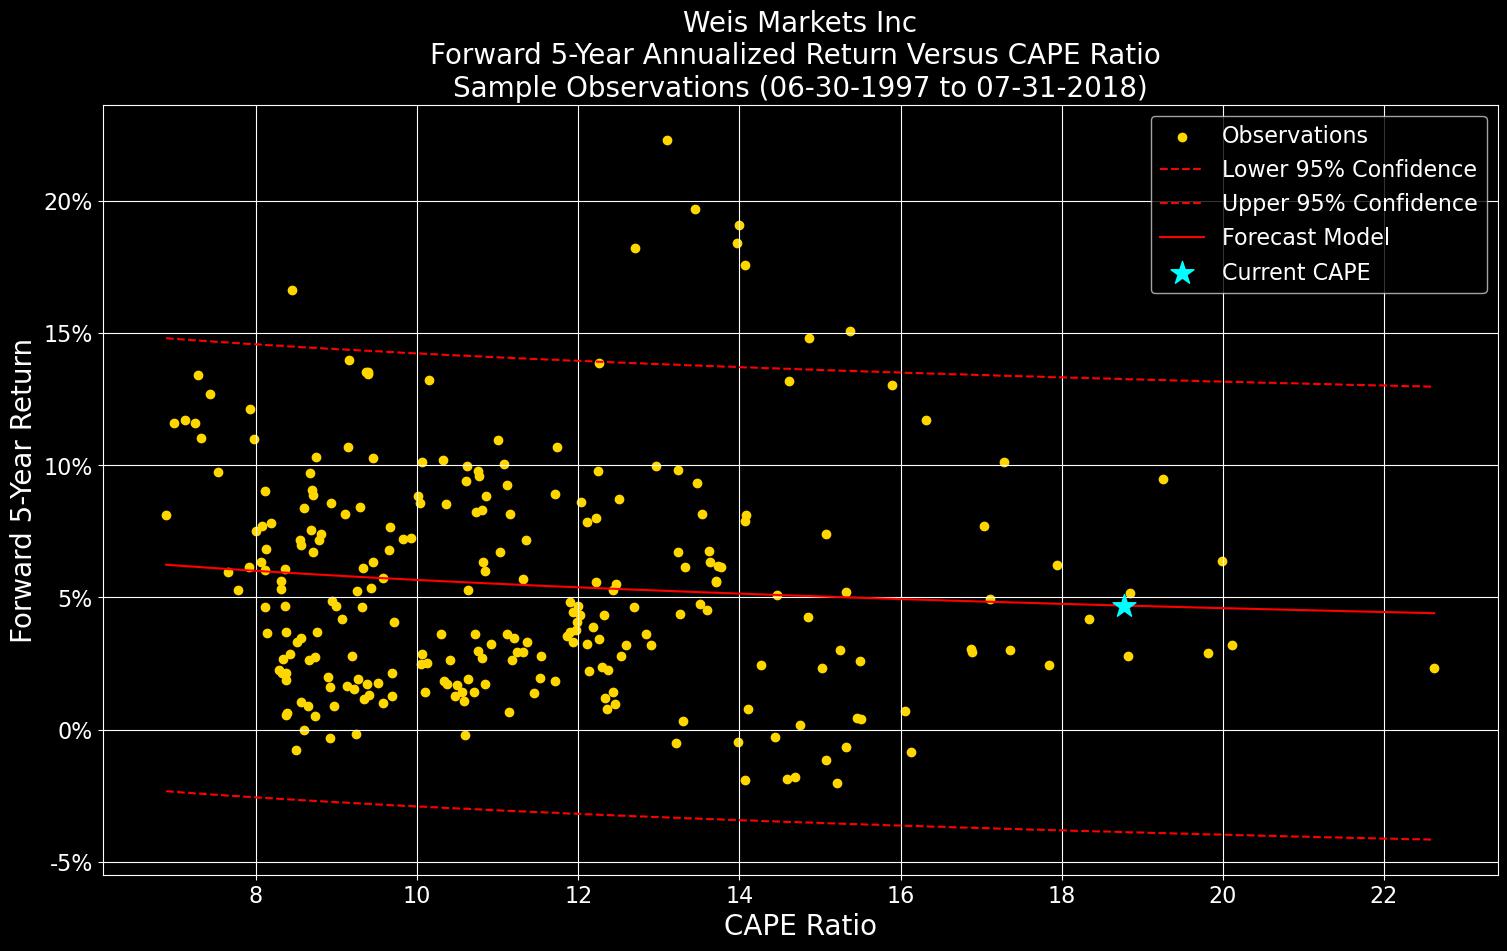 Weis Markets Inc
Forward 5-Year Annualized Return Versus CAPE Ratio
Sample Observations (06-30-1997 to 07-31-2018)
Observations
Lower 95% Confidence
Upper 95% Confidence
Forecast Model
Current CAPE
Forward 5-Year Return
20%
15%
10%
5%
0%
-5%
8 10 12 14 16 18 20 22
CAPE Ratio